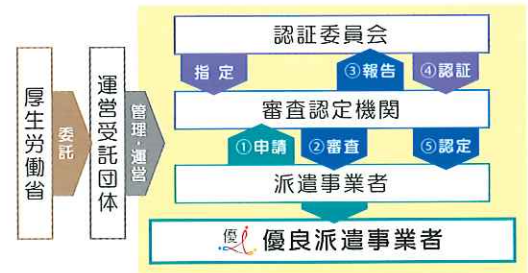 厚生労働省
委託
運営受託団体
管理・運営
認証委員会
指定
③報告
④認証
審査認定機関
①申請
②審査
⑤認定
派遣事業者
優
優良派遣事業者